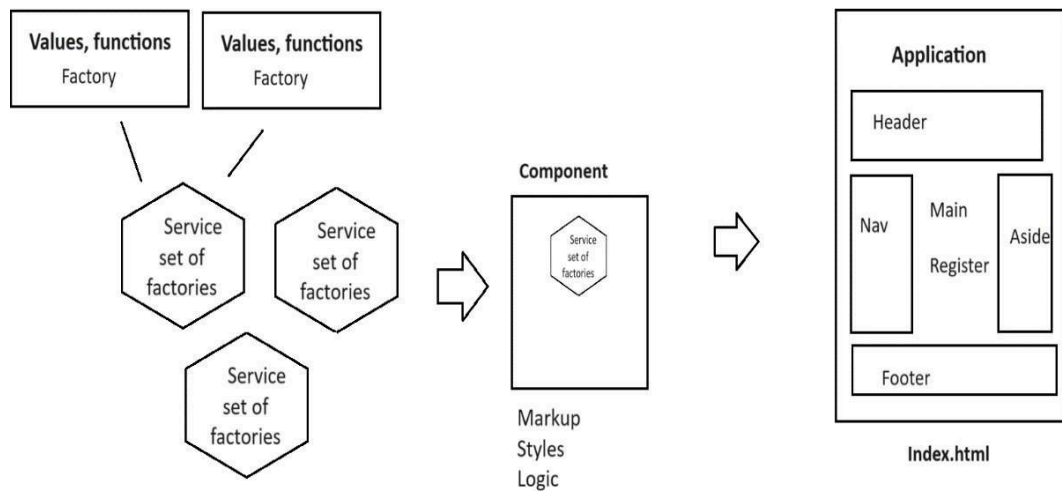 Values, functions
Factory
Values, functions
Factory
Service
set of
factories
Service
set of
factories
Service
set of
factories
Component
Service
set of
factories
Markup
Styles
Logic
Application
Header
Nav
Main
Register
Aside
Footer
Index.html